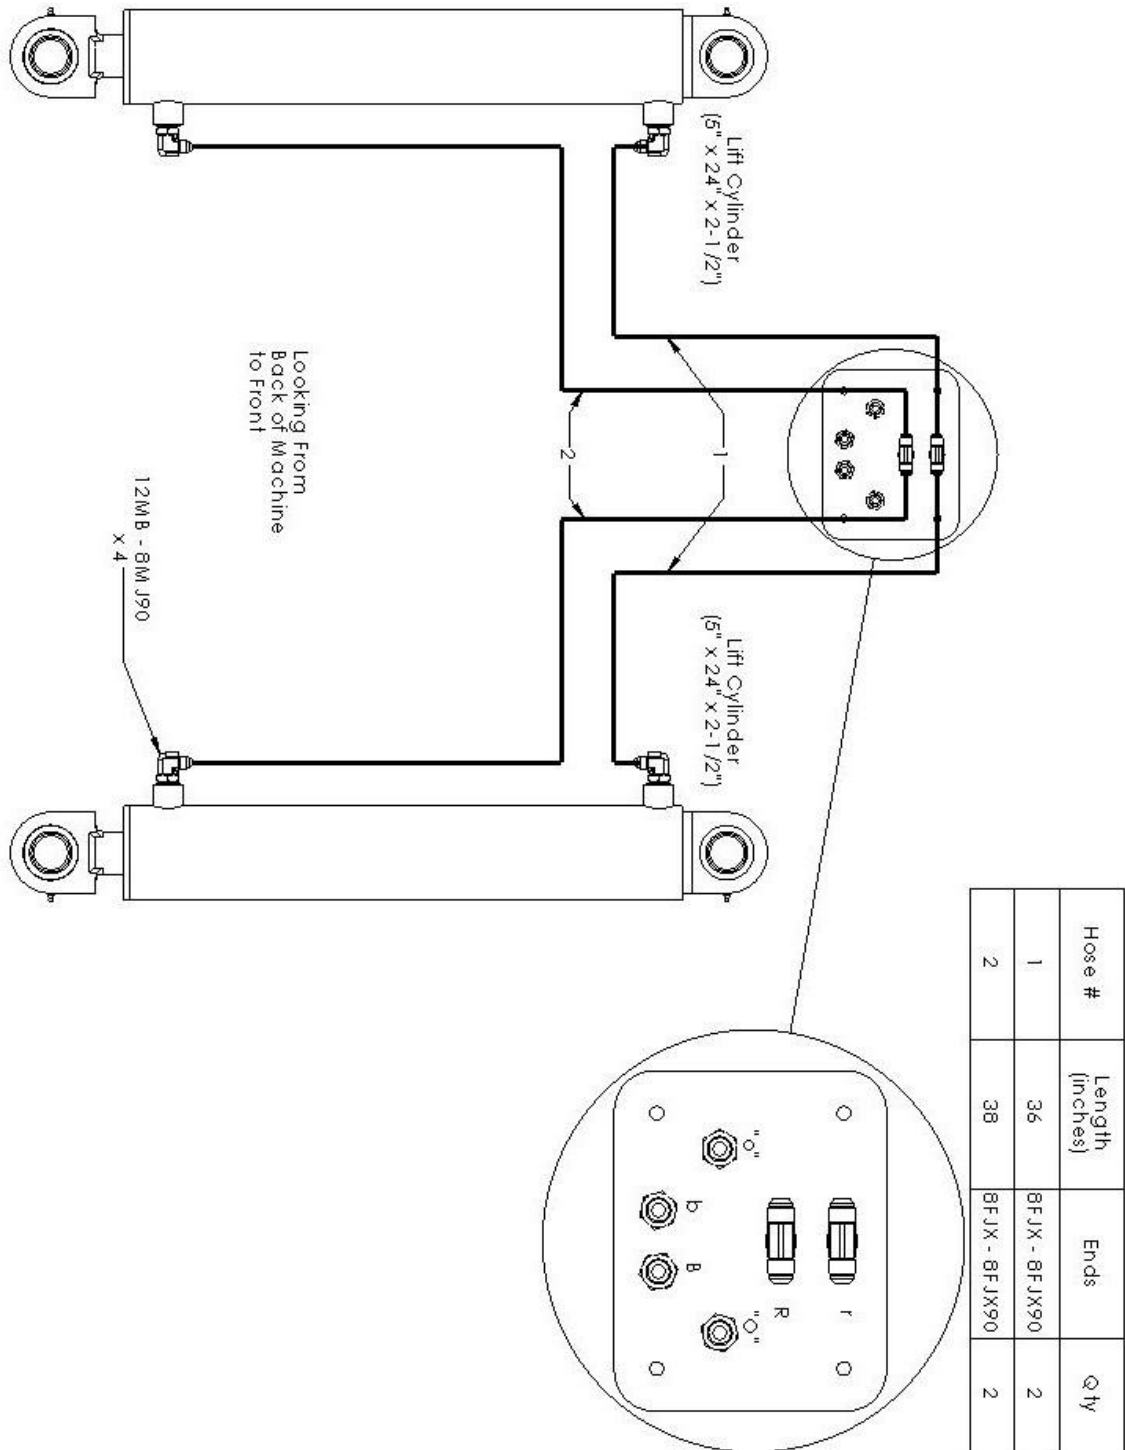 Hose #
Length
(inches)
Ends
Qty
1
36
8FJX - 8FJX90
2
2
38
8FJX - 8FJX90
2
Lift Cylinder
(5" x 24" x 2-1/2")
Lift Cylinder
(5" x 24" x 2-1/2")
1
2
Looking From
Back of Machine
to Front
12MB - 8MJ90
x 4
r
R
"o"
"o"
b
B